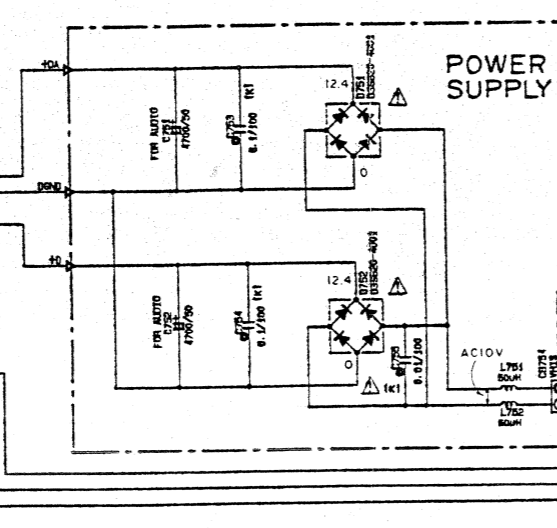 POWER
SUPPLY
+DA
FOR AUDIO
C751
4700/50
C753
0.1/100
(K)
12.4
D751
D3SB20-4001
0
DGND
+D
FOR AUDIO
C752
4700/50
C754
0.1/100
(K)
12.4
D752
D3SB20-4001
0
(K)
C755
0.01/100
AC10V
L751
50uH
L752
50uH